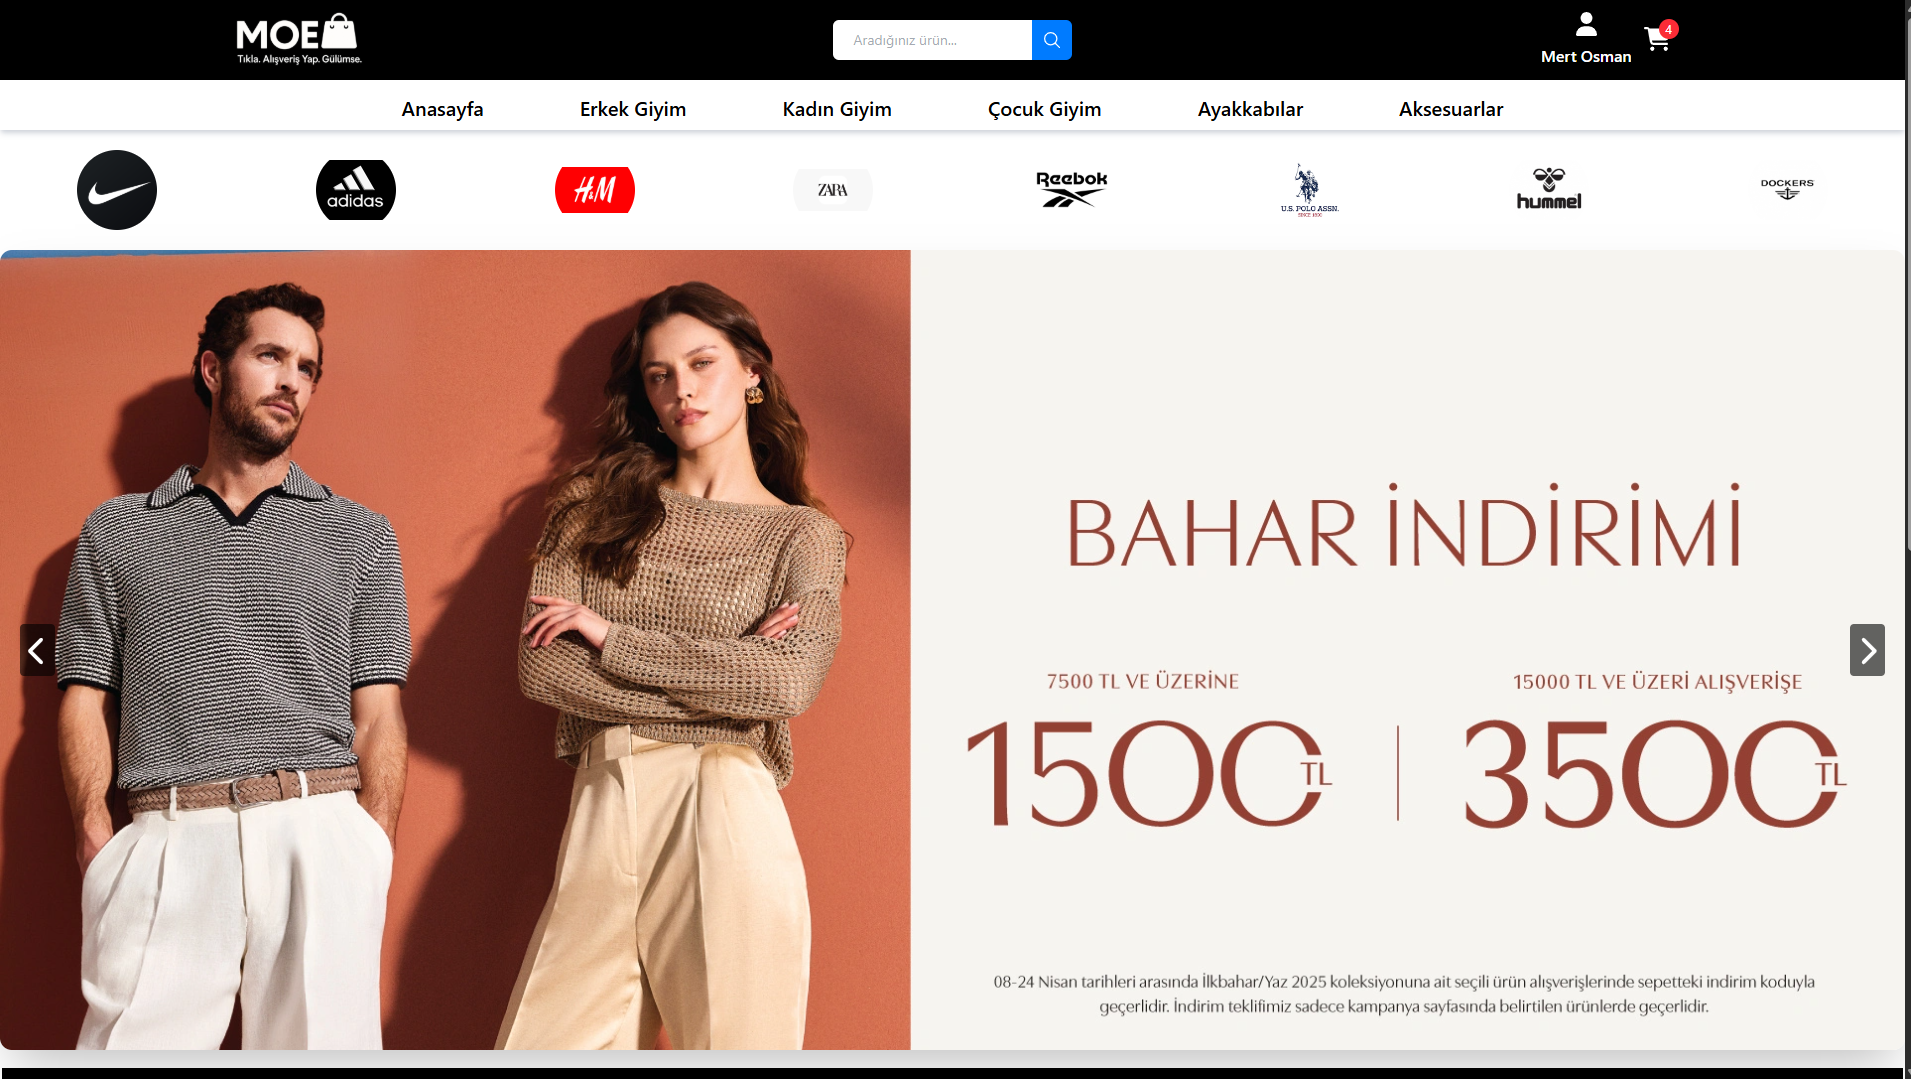 MOE
Tıkla. Alışveriş Yap. Gülümse.
Aradığınız ürün...
4
Mert Osman
Anasayfa
Erkek Giyim
Kadın Giyim
Çocuk Giyim
Ayakkabılar
Aksesuarlar
adidas
H&M
ZARA
Reebok
U.S. POLO ASSN.
SINCE 1890
hummel
DOCKERS
BAHAR İNDİRİMİ
7500 TL VE ÜZERİNE
1500 TL
15000 TL VE ÜZERİ ALIŞVERİŞE
3500 TL
08-24 Nisan tarihleri arasında İlkbahar/Yaz 2025 koleksiyonuna ait seçili ürün alışverişlerinde sepetteki indirim koduyla
geçerlidir. İndirim teklifimiz sadece kampanya sayfasında belirtilen ürünlerde geçerlidir.